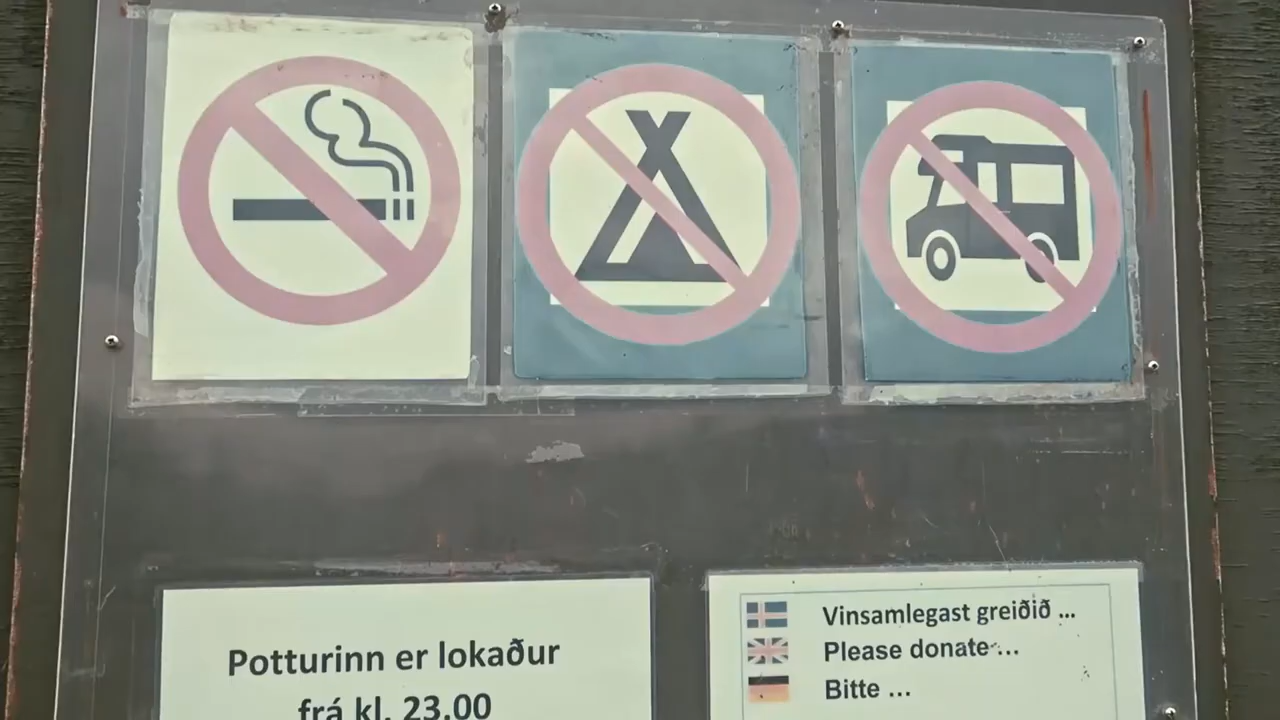 Potturinn er lokaður
frá kl. 23.00
Vinsamlegast greiðið ...
Please donate ...
Bitte ...